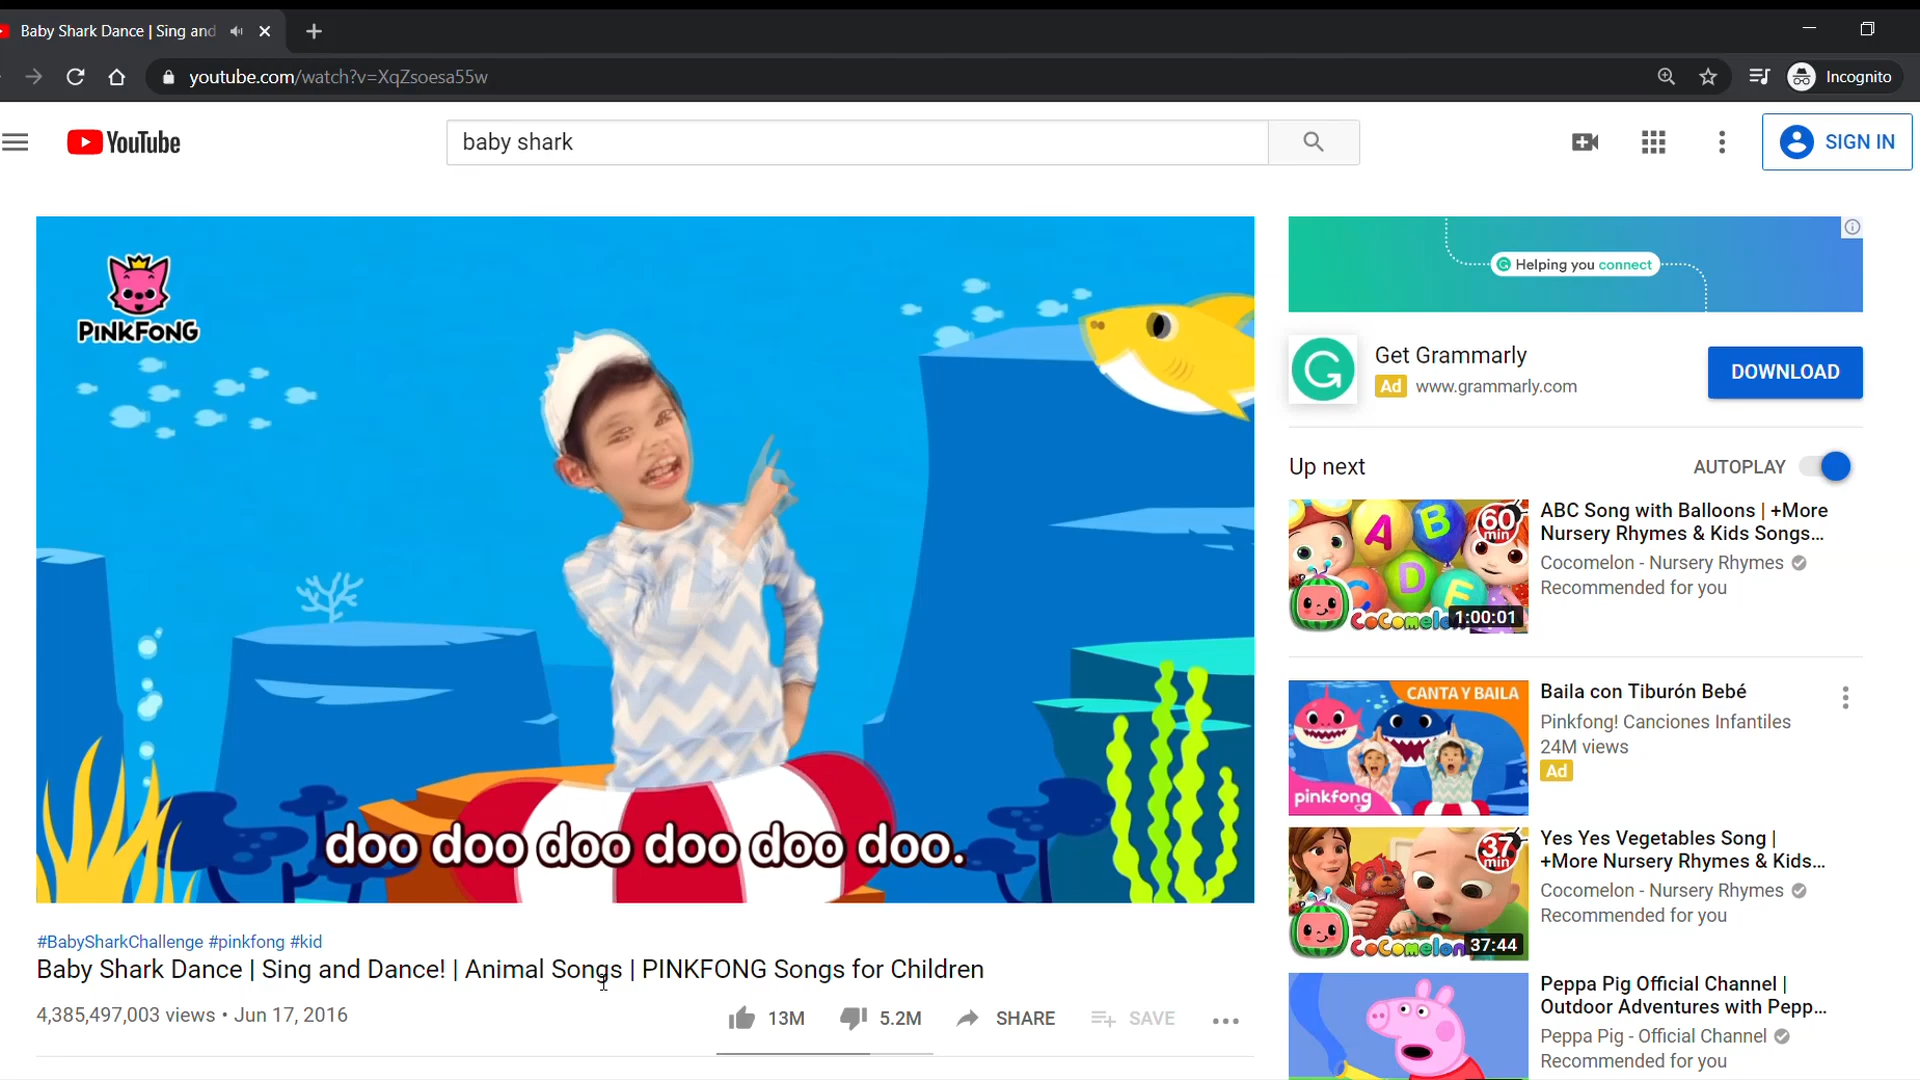 Baby Shark Dance | Sing and
youtube.com/watch?v=XqZsoesa55w
Incognito
YouTube
baby shark
SIGN IN
PINKFONG
doo doo doo doo doo doo.
#BabySharkChallenge #pinkfong #kid
Baby Shark Dance | Sing and Dance! | Animal Songs | PINKFONG Songs for Children
4,385,497,003 views • Jun 17, 2016
13M
5.2M
SHARE
SAVE
Helping you connect
Get Grammarly
Ad www.grammarly.com
DOWNLOAD
Up next
AUTOPLAY
A B
C D E
60 min
CoComelon
1:00:01
ABC Song with Balloons | +More
Nursery Rhymes & Kids Songs...
Cocomelon - Nursery Rhymes
Recommended for you
CANTA Y BAILA
pinkfong
Baila con Tiburón Bebé
Pinkfong! Canciones Infantiles
24M views
Ad
37 min
CoComelon
37:44
Yes Yes Vegetables Song |
+More Nursery Rhymes & Kids...
Cocomelon - Nursery Rhymes
Recommended for you
Peppa Pig Official Channel |
Outdoor Adventures with Pepp...
Peppa Pig - Official Channel
Recommended for you